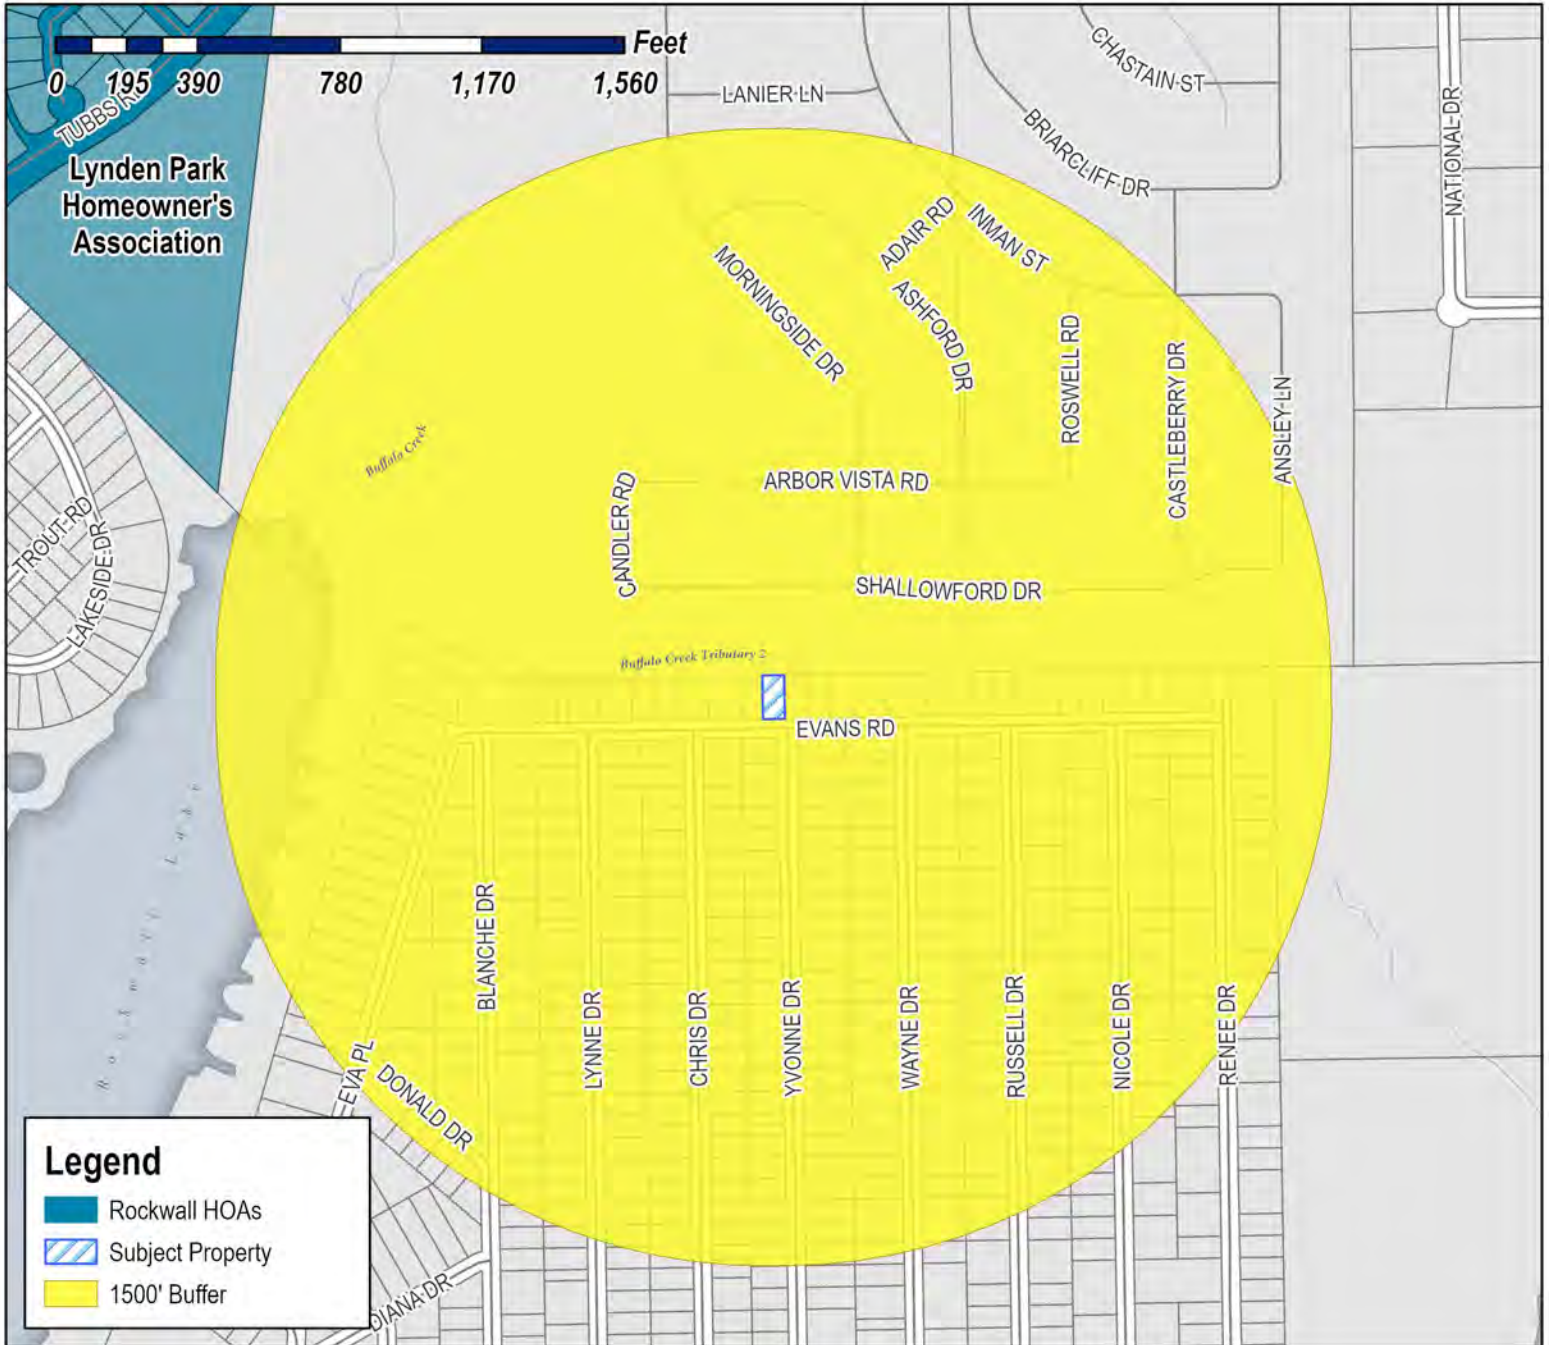 Feet
0 195 390 780 1,170 1,560
TUBBS
Lynden Park
Homeowner's
Association
LANIER LN
CHASTAIN ST
BRIARCLIFF DR
NATIONAL DR
ADAIR RD
INMAN ST
MORNINGSIDE DR
ASHFORD DR
ROSWELL RD
CASTLEBERRY DR
ANSLEY LN
Buffalo Creek
ARBOR VISTA RD
CANDLER RD
TROUT RD
LAKESIDE DR
SHALLOWFORD DR
Buffalo Creek Tributary 2
EVANS RD
Rockwall Lake
BLANCHE DR
LYNNE DR
CHRIS DR
YVONNE DR
WAYNE DR
RUSSELL DR
NICOLE DR
RENEE DR
EVA PL
DONALD DR
DIANA DR
Legend
Rockwall HOAs
Subject Property
1500' Buffer